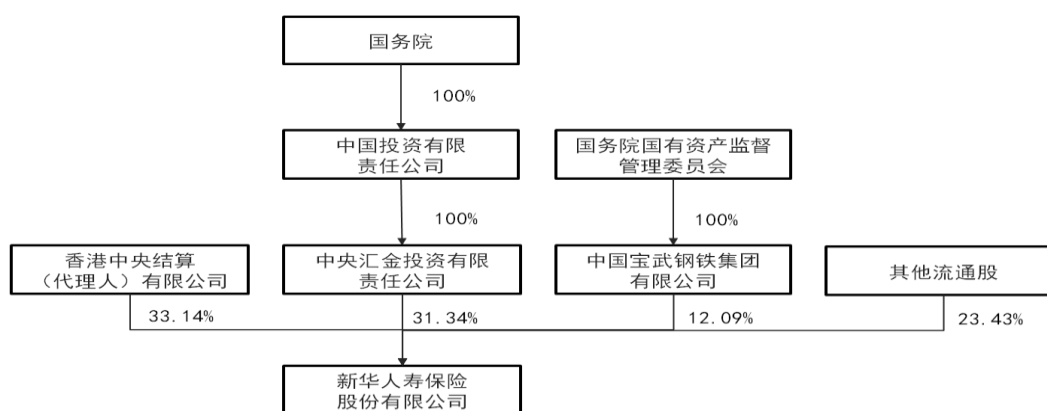 国务院
100%
中国投资有限
责任公司
国务院国有资产监督
管理委员会
100%
100%
香港中央结算
（代理人）有限公司
中央汇金投资有限
责任公司
中国宝武钢铁集团
有限公司
其他流通股
33.14%
31.34%
12.09%
23.43%
新华人寿保险
股份有限公司